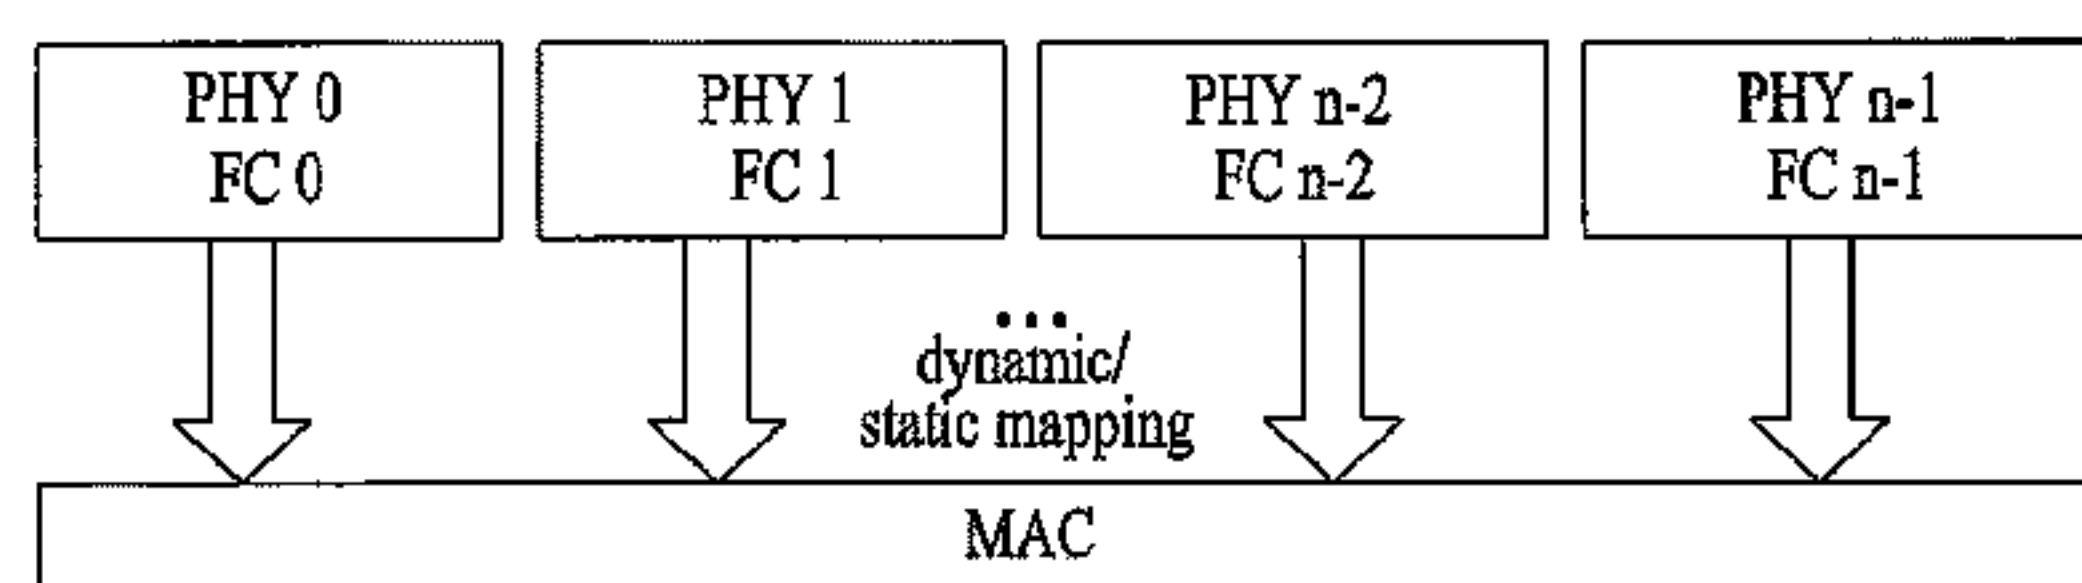 PHY 0
FC 0
PHY 1
FC 1
PHY n-2
FC n-2
PHY n-1
FC n-1
...
dynamic/
static mapping
MAC